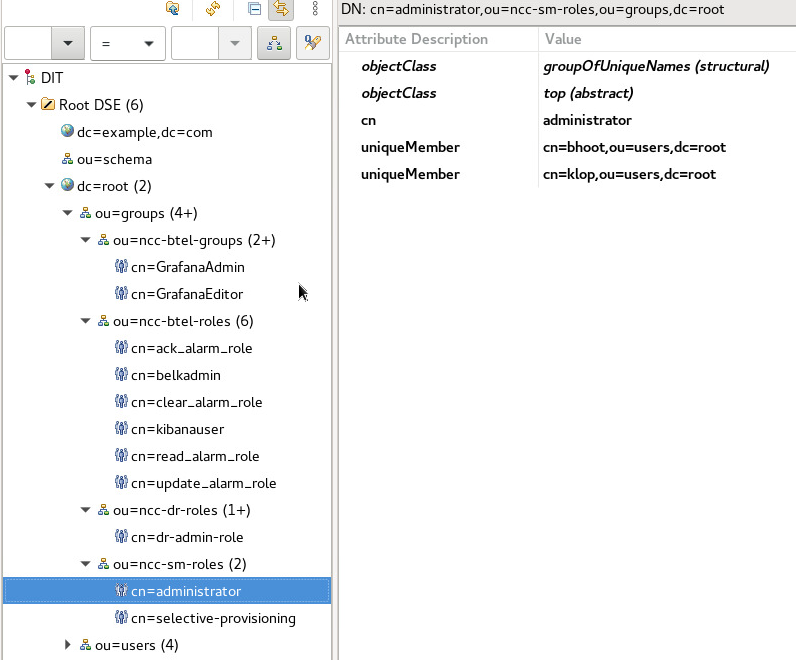 DN: cn=administrator,ou=ncc-sm-roles,ou=groups,dc=root
=
Attribute Description Value
objectClass groupOfUniqueNames (structural)
objectClass top (abstract)
cn administrator
uniqueMember cn=bhoot,ou=users,dc=root
uniqueMember cn=klop,ou=users,dc=root
DIT
Root DSE (6)
dc=example,dc=com
ou=schema
dc=root (2)
ou=groups (4+)
ou=ncc-btel-groups (2+)
cn=GrafanaAdmin
cn=GrafanaEditor
ou=ncc-btel-roles (6)
cn=ack_alarm_role
cn=belkadmin
cn=clear_alarm_role
cn=kibanauser
cn=read_alarm_role
cn=update_alarm_role
ou=ncc-dr-roles (1+)
cn=dr-admin-role
ou=ncc-sm-roles (2)
cn=administrator
cn=selective-provisioning
ou=users (4)